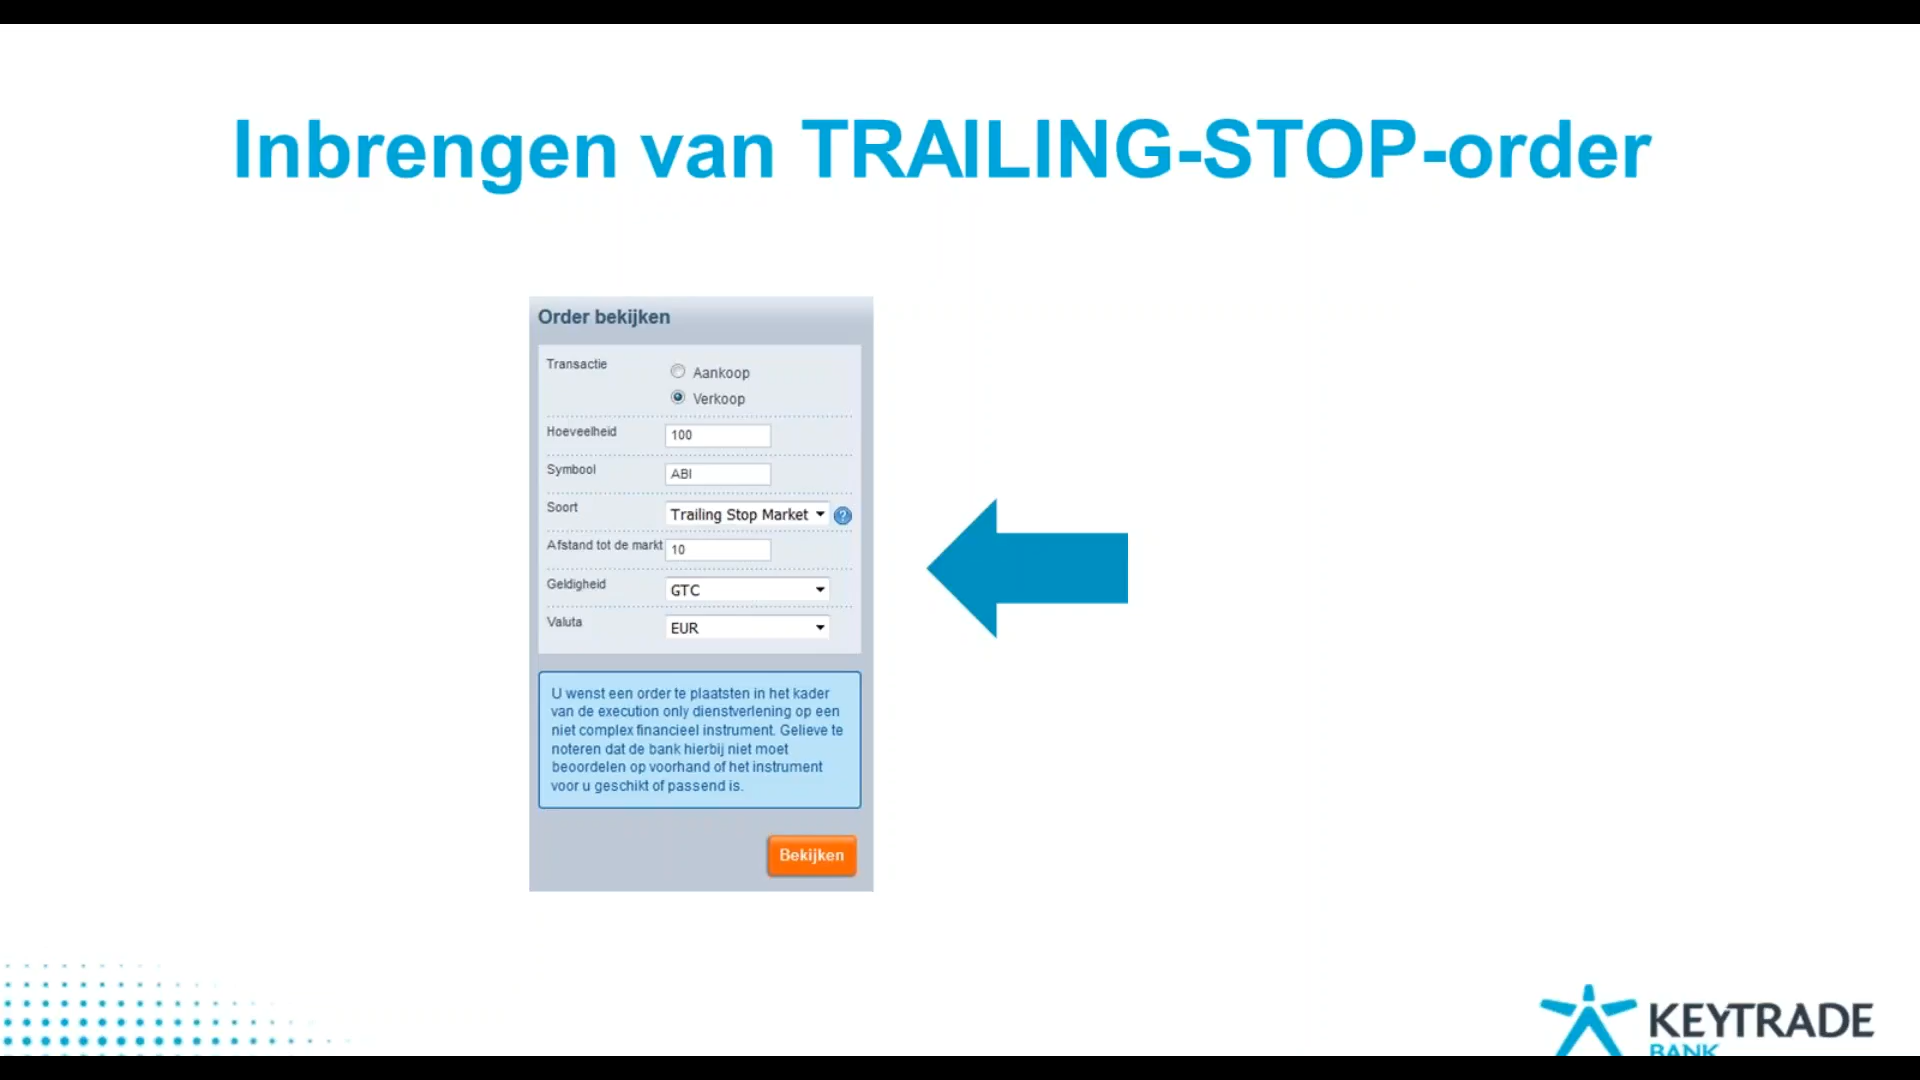 Inbrengen van TRAILING-STOP-order
Order bekijken
Transactie
Aankoop
Verkoop
Hoeveelheid 100
Symbool ABI
Soort Trailing Stop Market ?
Afstand tot de markt 10
Geldigheid GTC
Valuta EUR
U wenst een order te plaatsten in het kader
van de execution only dienstverlening op een
niet complex financieel instrument. Gelieve te
noteren dat de bank hierbij niet moet
beoordelen op voorhand of het instrument
voor u geschikt of passend is.
Bekijken
KEYTRADE
BANK